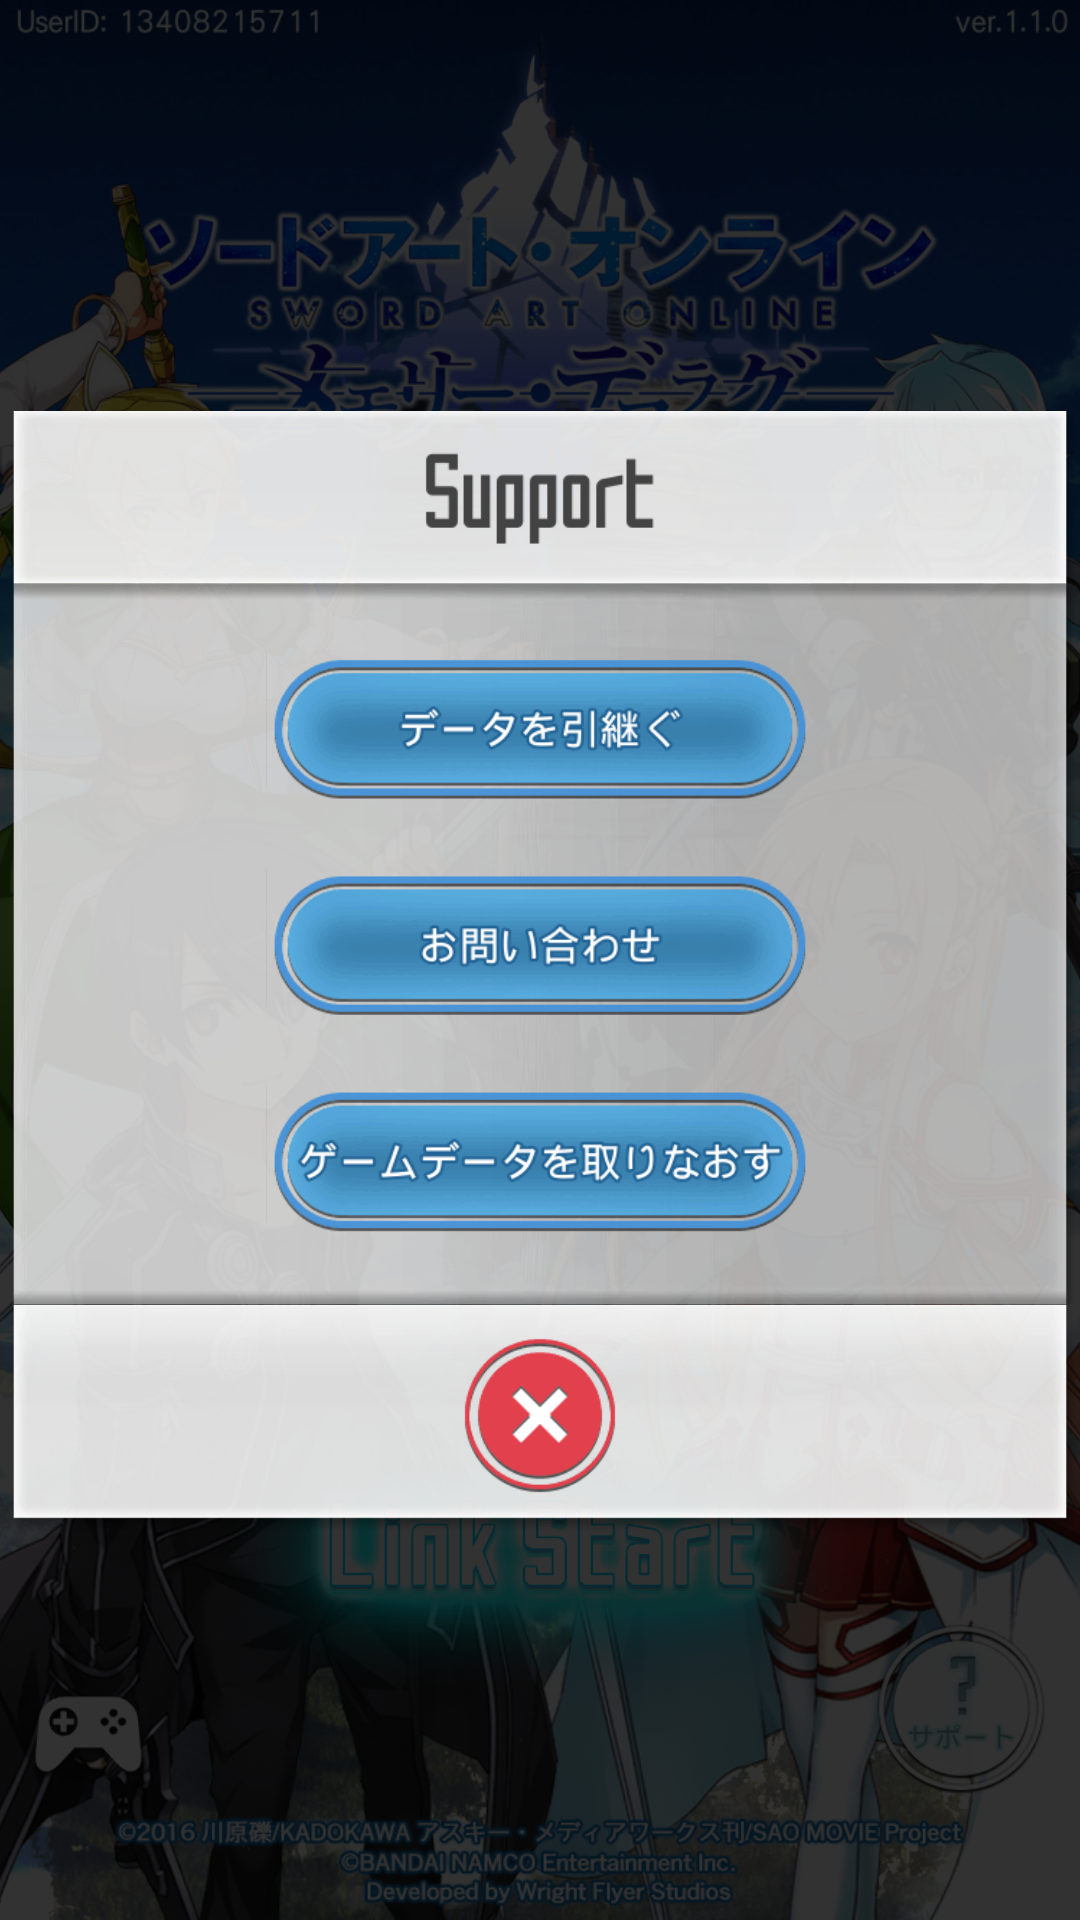 UserID: 13408215711
ver.1.1.0
ソードアート・オンライン
SWORD ART ONLINE
メモリー・デフラグ
Support
データを引継ぐ
お問い合わせ
ゲームデータを取りなおす
Link Start
?
サポート
©2016 川原礫/KADOKAWA アスキー・メディアワークス刊/SAO MOVIE Project
©BANDAI NAMCO Entertainment Inc.
Developed by Wright Flyer Studios